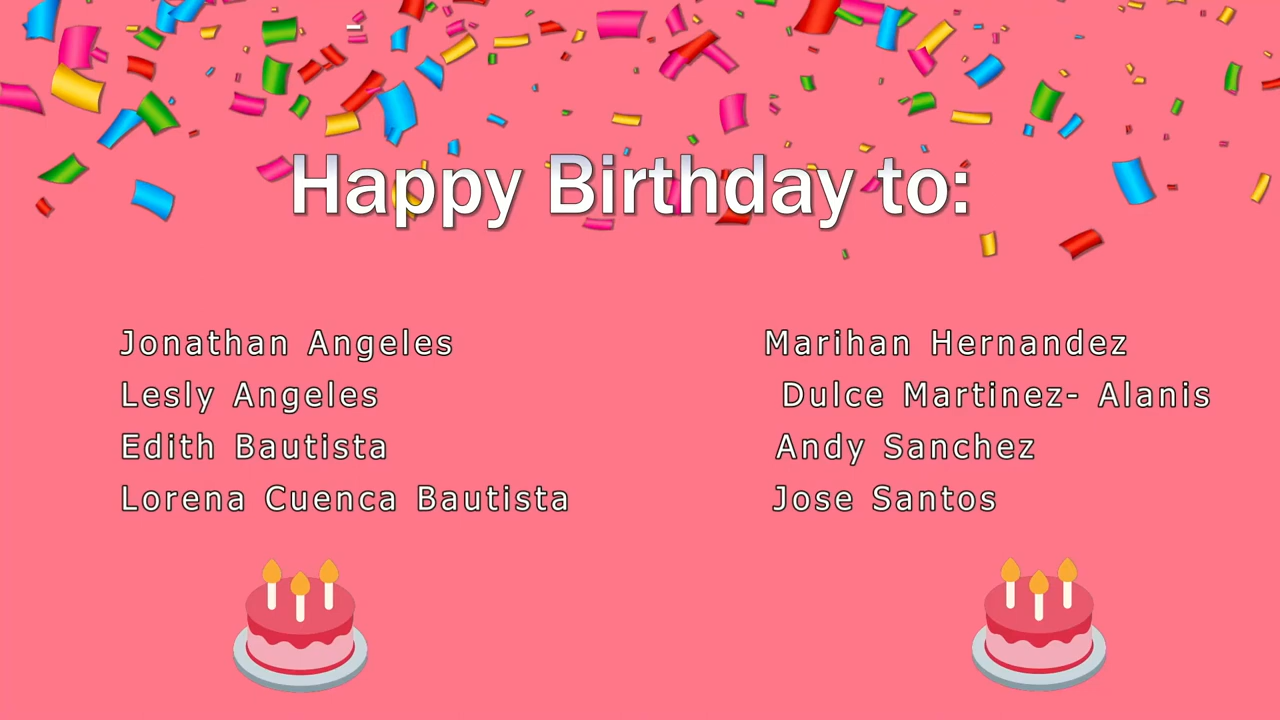 Happy Birthday to:
Jonathan Angeles
Lesly Angeles
Edith Bautista
Lorena Cuenca Bautista
Marihan Hernandez
Dulce Martinez- Alanis
Andy Sanchez
Jose Santos